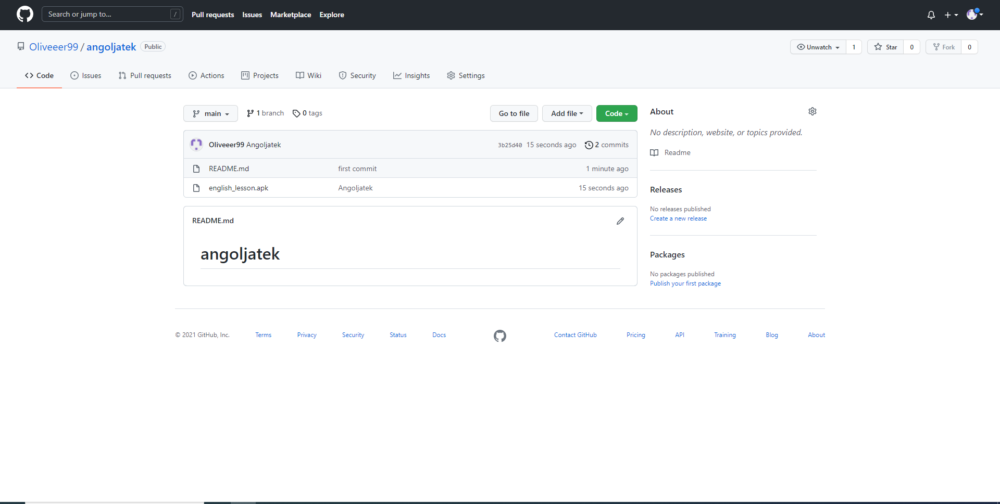 Search or jump to... /
Pull requests Issues Marketplace Explore
Oliveeer99 / angoljatek Public
Unwatch 1 Star 0 Fork 0
Code Issues Pull requests Actions Projects Wiki Security Insights Settings
main 1 branch 0 tags Go to file Add file Code
Oliveeer99 Angoljatek 3b25d40 15 seconds ago 2 commits
README.md first commit 1 minute ago
english_lesson.apk Angoljatek 15 seconds ago
README.md
angoljatek
About
No description, website, or topics provided.
Readme
Releases
No releases published
Create a new release
Packages
No packages published
Publish your first package
© 2021 GitHub, Inc. Terms Privacy Security Status Docs Contact GitHub Pricing API Training Blog About